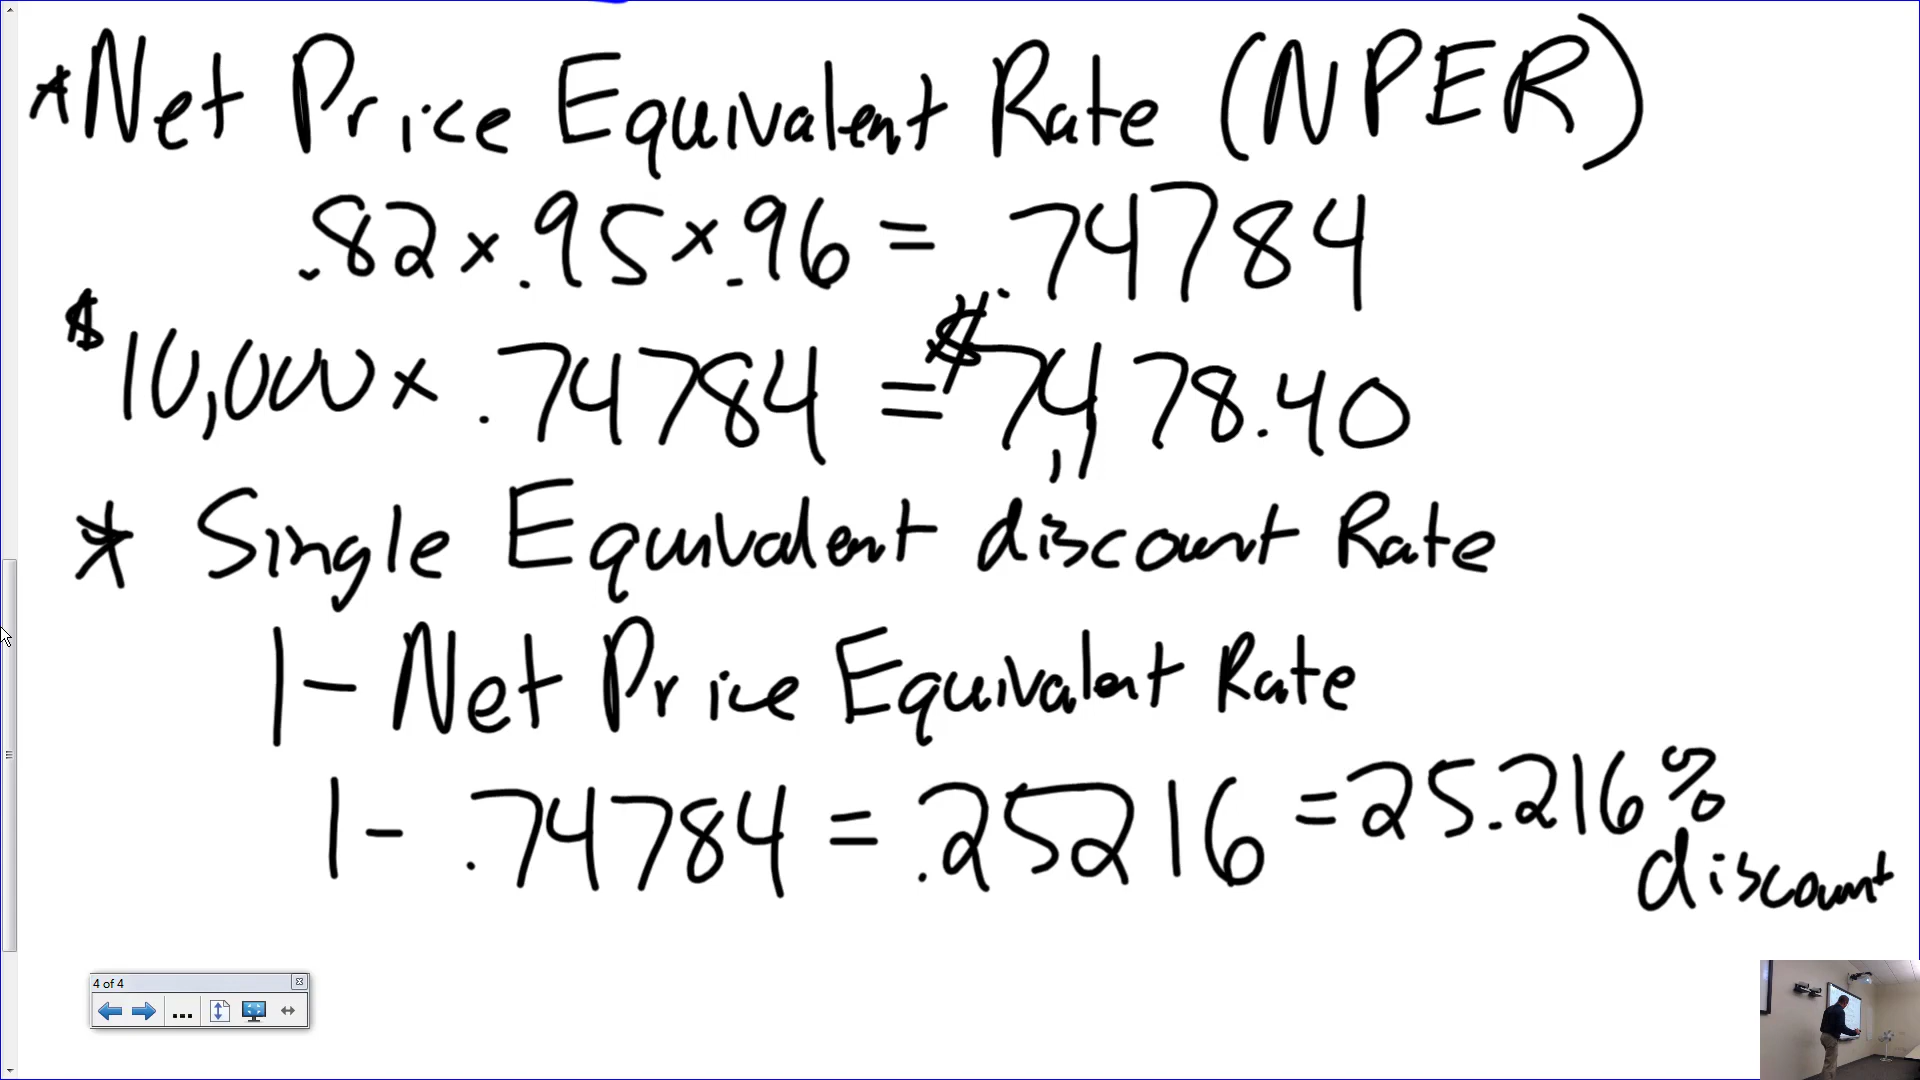 *Net Price Equivalent Rate (NPER)
.82 x .95 x .96 = .74784
$10,000 x .74784 = $7,478.40
* Single Equivalent discount Rate
1 - Net Price Equivalent Rate
1 - .74784 = .25216 = 25.216%
discount
4 of 4